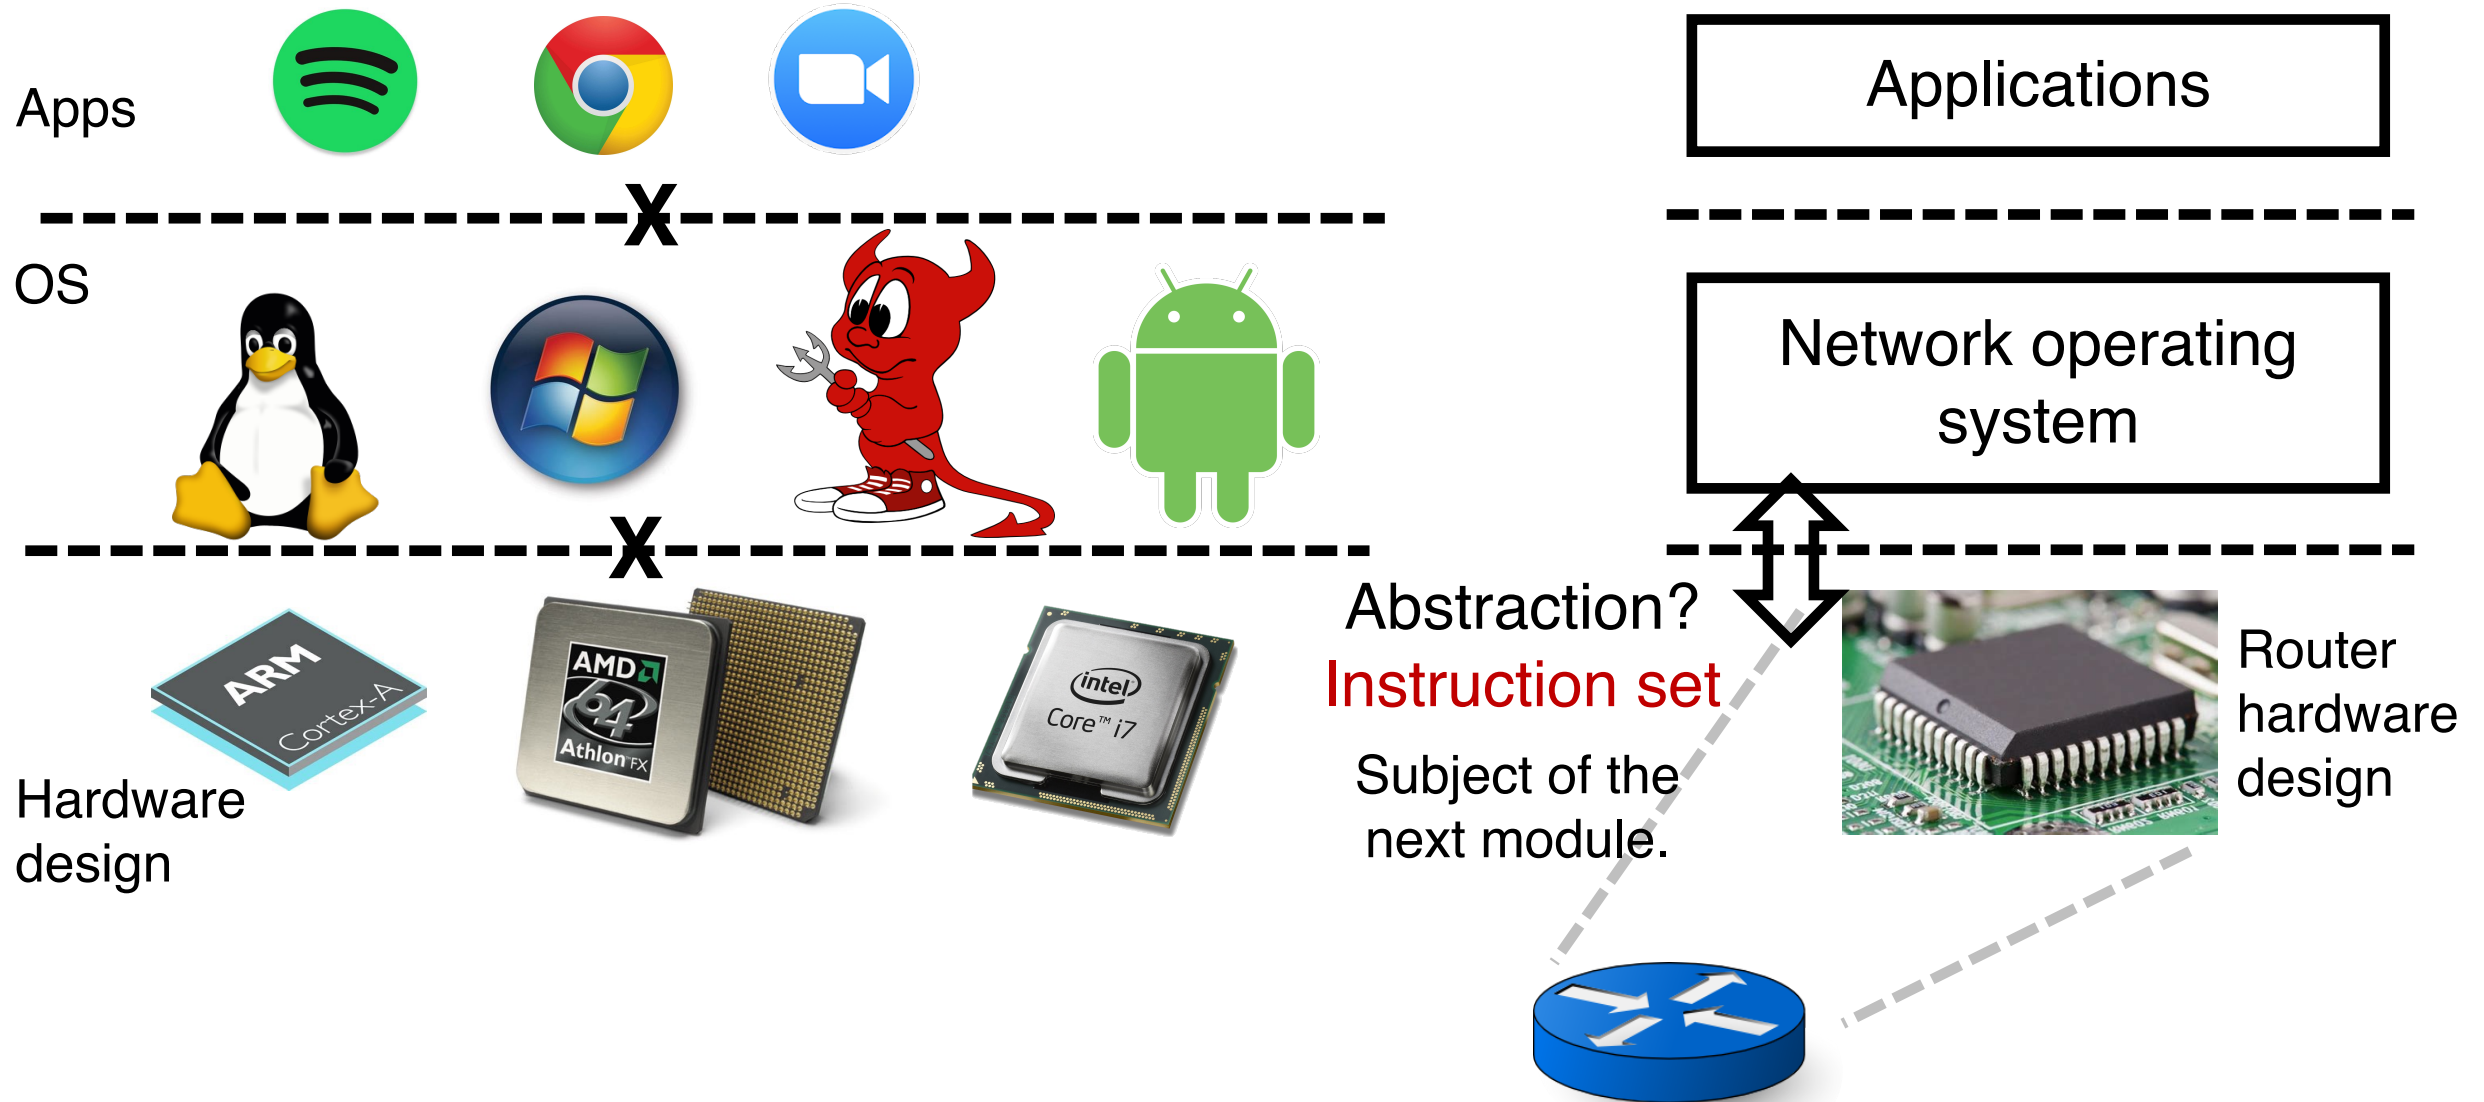 Apps
Applications
X
OS
Network operating
system
X
ARM
Cortex-A
AMD
64
Athlon FX
intel
Core™ i7
Hardware
design
Abstraction?
Instruction set
Subject of the
next module.
Router
hardware
design